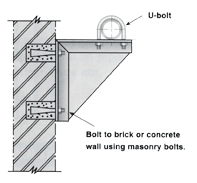 U-bolt
Bolt to brick or concrete
wall using masonry bolts.